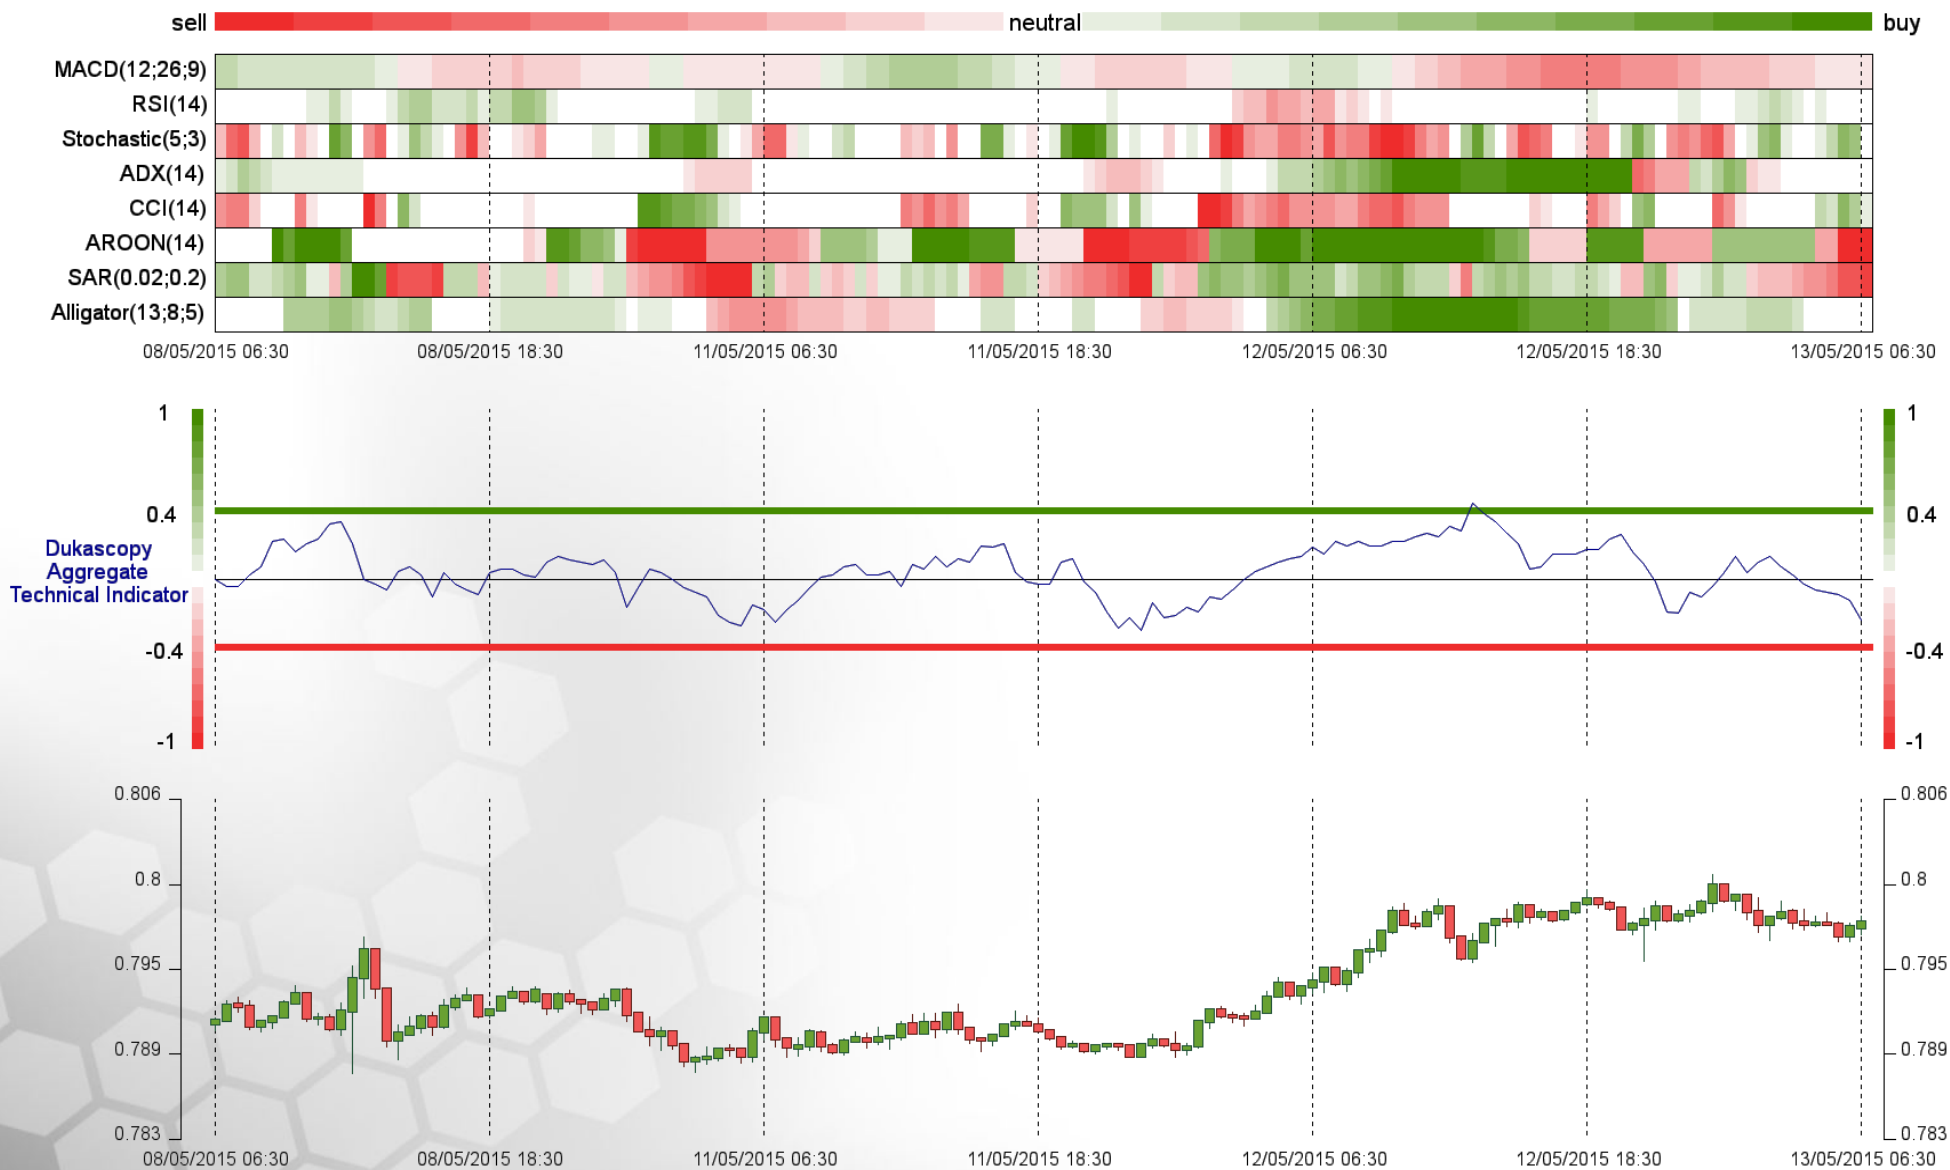 sell neutral buy
MACD(12;26;9)
RSI(14)
Stochastic(5;3)
ADX(14)
CCI(14)
AROON(14)
SAR(0.02;0.2)
Alligator(13;8;5)
08/05/2015 06:30 08/05/2015 18:30 11/05/2015 06:30 11/05/2015 18:30 12/05/2015 06:30 12/05/2015 18:30 13/05/2015 06:30
1 1
0.4 0.4
Dukascopy
Aggregate
Technical Indicator
-0.4 -0.4
-1 -1
0.806 0.806
0.8 0.8
0.795 0.795
0.789 0.789
0.783 0.783
08/05/2015 06:30 08/05/2015 18:30 11/05/2015 06:30 11/05/2015 18:30 12/05/2015 06:30 12/05/2015 18:30 13/05/2015 06:30